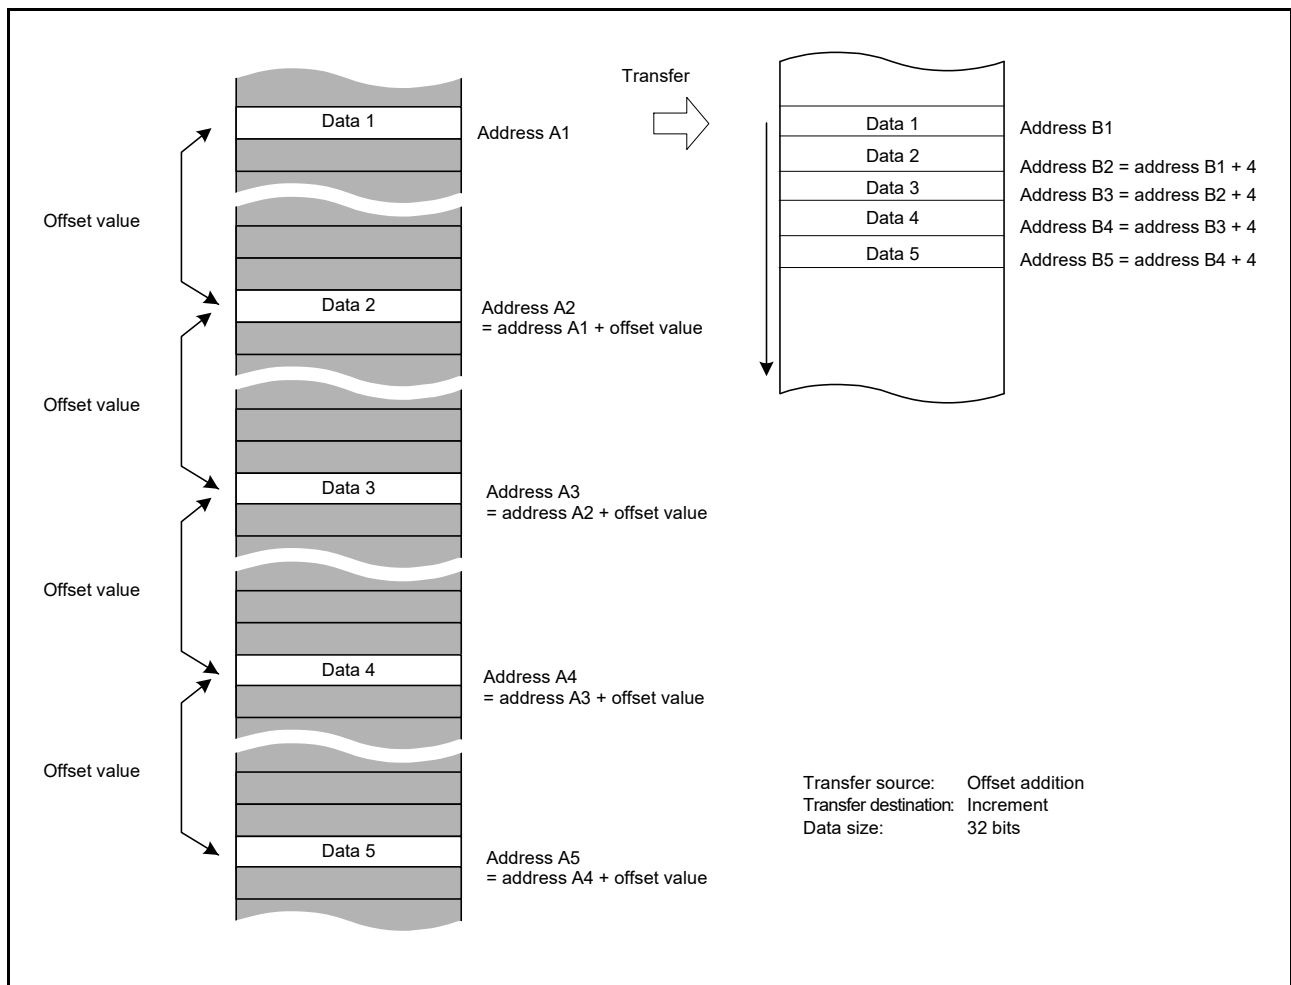 Data 1
Address A1
Offset value
Data 2
Address A2
= address A1 + offset value
Offset value
Data 3
Address A3
= address A2 + offset value
Offset value
Data 4
Address A4
= address A3 + offset value
Offset value
Data 5
Address A5
= address A4 + offset value
Transfer
Data 1
Address B1
Data 2
Address B2 = address B1 + 4
Data 3
Address B3 = address B2 + 4
Data 4
Address B4 = address B3 + 4
Data 5
Address B5 = address B4 + 4
Transfer source: Offset addition
Transfer destination: Increment
Data size: 32 bits